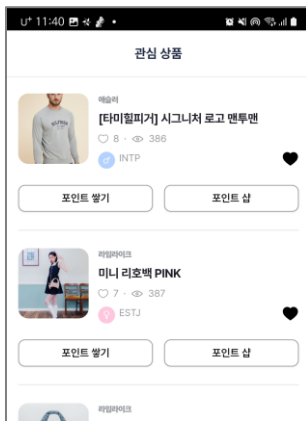 U⁺ 11:40
관심 상품
애슬러
[타미힐피거] 시그니처 로고 맨투맨
8 · 386
INTP
포인트 쌓기 포인트 샵
라밀라이크
미니 리호백 PINK
7 · 387
ESTJ
포인트 쌓기 포인트 샵
라밀라이크